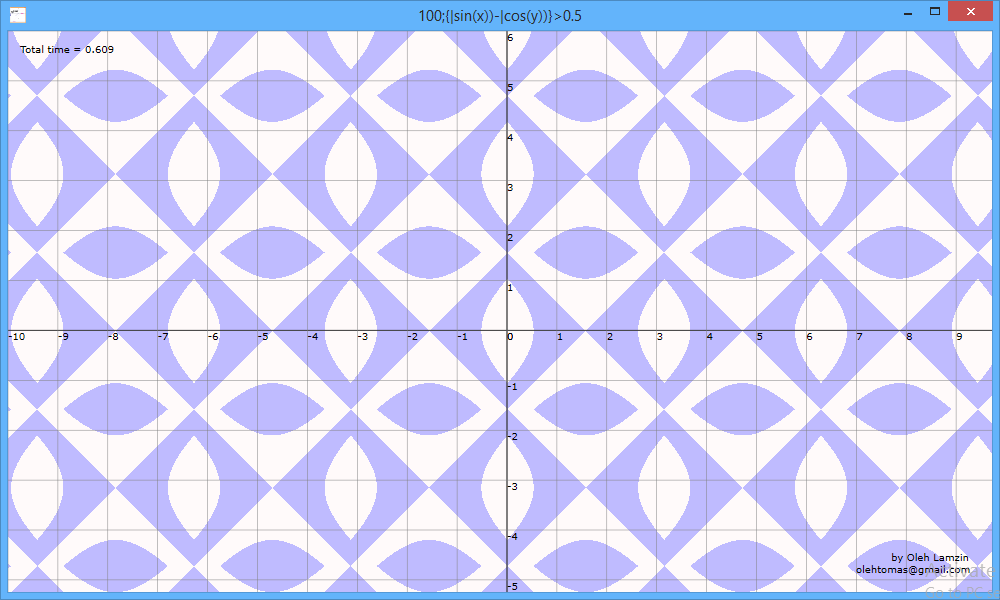 100;{|sin(x))-|cos(y))}>0.5
Total time = 0.609
6
5
4
3
2
1
-10 -9 -8 -7 -6 -5 -4 -3 -2 -1 0 1 2 3 4 5 6 7 8 9
-1
-2
-3
-4
-5
by Oleh Lamzin
olehtomas@gmail.com